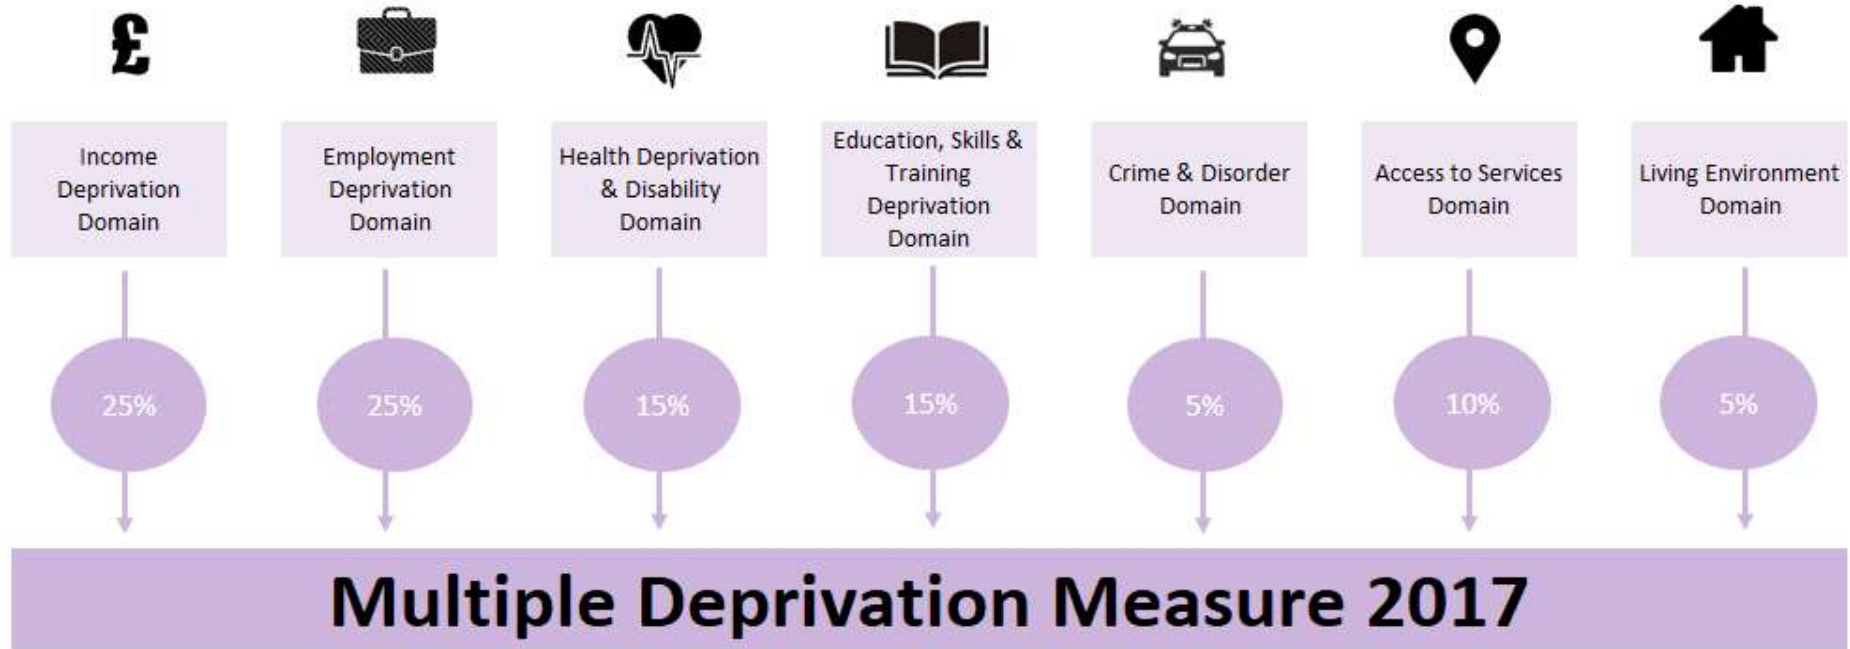 £
Income
Deprivation
Domain
Employment
Deprivation
Domain
Health Deprivation
& Disability
Domain
Education, Skills &
Training
Deprivation
Domain
Crime & Disorder
Domain
Access to Services
Domain
Living Environment
Domain
25%
25%
15%
15%
5%
10%
5%
Multiple Deprivation Measure 2017